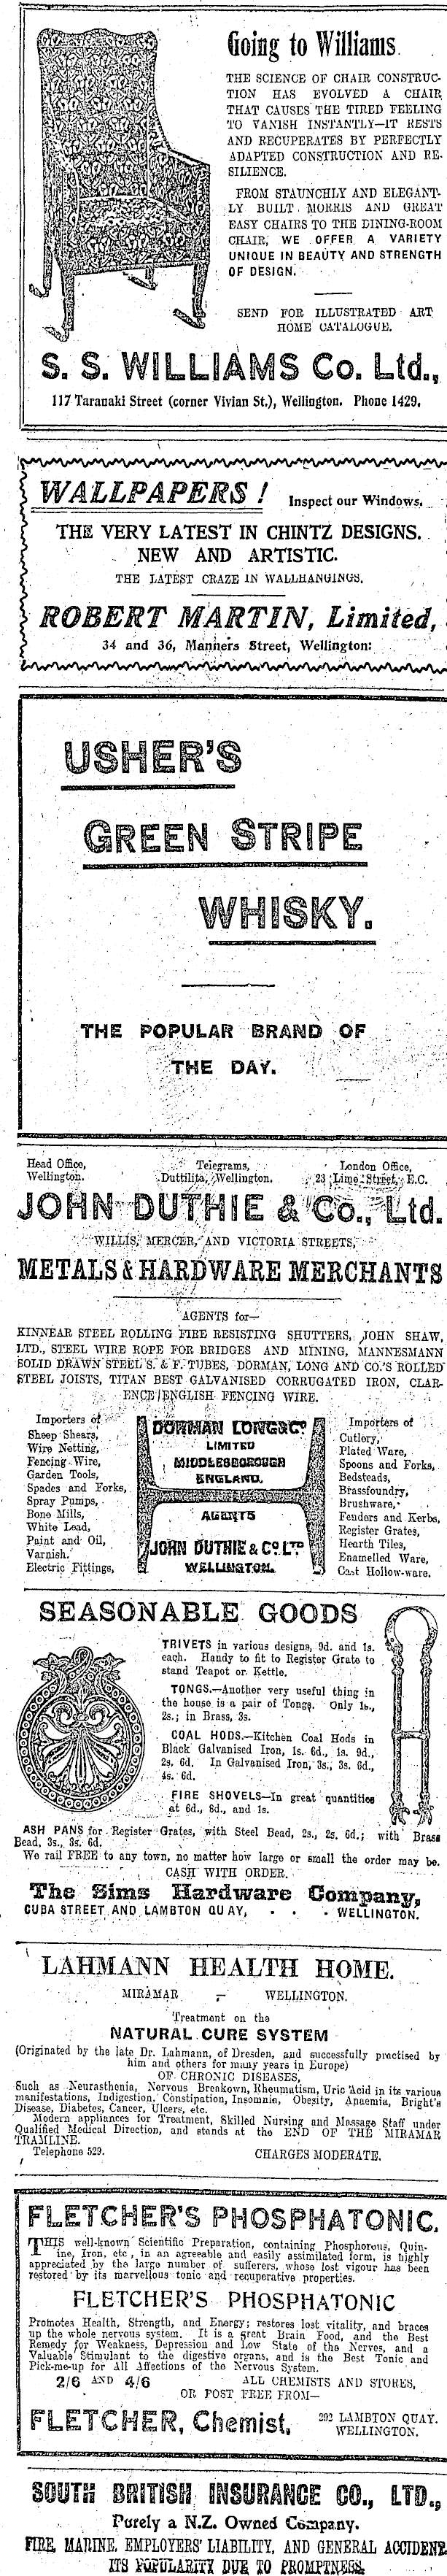 Going to Williams
THE SCIENCE OF CHAIR CONSTRUC-
TION HAS EVOLVED A CHAIR
THAT CAUSES THE TIRED FEELING
TO VANISH INSTANTLY—IT RESTS
AND RECUPERATES BY PERFECTLY
ADAPTED CONSTRUCTION AND RE-
SILIENCE.
FROM STAUNCHLY AND ELEGANT-
LY BUILT MORRIS AND GREAT
EASY CHAIRS TO THE DINING-ROOM
CHAIR, WE OFFER A VARIETY
UNIQUE IN BEAUTY AND STRENGTH
OF DESIGN.
SEND FOR ILLUSTRATED ART
HOME CATALOGUE.
S. S. WILLIAMS Co. Ltd.,
117 Taranaki Street (corner Vivian St.), Wellington. Phone 1429.
WALLPAPERS! Inspect our Windows.
THE VERY LATEST IN CHINTZ DESIGNS.
NEW AND ARTISTIC.
THE LATEST CRAZE IN WALLHANGINGS.
ROBERT MARTIN, Limited,
34 and 36, Manners Street, Wellington:
USHER'S
GREEN STRIPE
WHISKY.
THE POPULAR BRAND OF
THE DAY.
Head Office, Telegrams, London Office,
Wellington. Duttilita, Wellington. 23 Lime Street, E.C.
JOHN DUTHIE & Co., Ltd.
WILLIS, MERCER, AND VICTORIA STREETS,
METALS & HARDWARE MERCHANTS
AGENTS for—
KINNEAR STEEL ROLLING FIRE RESISTING SHUTTERS, JOHN SHAW,
LTD., STEEL WIRE ROPE FOR BRIDGES AND MINING, MANNESMANN
SOLID DRAWN STEEL S. & F. TUBES, DORMAN, LONG AND CO.'S ROLLED
STEEL JOISTS, TITAN BEST GALVANISED CORRUGATED IRON, CLAR-
ENCE ENGLISH FENCING WIRE.
Importers of
Sheep Shears,
Wire Netting,
Fencing Wire,
Garden Tools,
Spades and Forks,
Spray Pumps,
Bone Mills,
White Lead,
Paint and Oil,
Varnish.
Electric Fittings,
DORMAN LONG & Co
LIMITED
MIDDLESBOROUGH
ENGLAND.
AGENTS
JOHN DUTHIE & Co. LTD
WELLINGTON.
Importers of
Cutlery,
Plated Ware,
Spoons and Forks,
Bedsteads,
Brassfoundry,
Brushware,
Fenders and Kerbs,
Register Grates,
Hearth Tiles,
Enamelled Ware,
Cast Hollow-ware.
SEASONABLE GOODS
TRIVETS in various designs, 9d. and 1s.
each. Handy to fit to Register Grate to
stand Teapot or Kettle.
TONGS.—Another very useful thing in
the house is a pair of Tongs. Only 1s.,
2s.; in Brass, 3s.
COAL HODS.—Kitchen Coal Hods in
Black Galvanised Iron, 1s. 6d., 1s. 9d.,
2s. 6d. In Galvanised Iron, 3s., 3s. 6d.,
4s. 6d.
FIRE SHOVELS—In great quantities
at 6d., 8d., and 1s.
ASH PANS for Register Grates, with Steel Bead, 2s., 2s. 6d.; with Brass
Bead, 3s., 3s. 6d.
We rail FREE to any town, no matter how large or small the order may be.
CASH WITH ORDER.
The Sims Hardware Company,
CUBA STREET AND LAMBTON QUAY, . . . WELLINGTON.
LAHMANN HEALTH HOME.
MIRAMAR — WELLINGTON.
Treatment on the
NATURAL CURE SYSTEM
(Originated by the late Dr. Lahmann, of Dresden, and successfully practised by
him and others for many years in Europe)
OF CHRONIC DISEASES,
Such as Neurasthenia, Nervous Breakown, Rheumatism, Uric Acid in its various
manifestations, Indigestion, Constipation, Insomnia, Obesity, Anaemia, Bright's
Disease, Diabetes, Cancer, Ulcers, etc.
Modern appliances for Treatment, Skilled Nursing and Massage Staff under
Qualified Medical Direction, and stands at the END OF THE MIRAMAR
TRAMLINE.
Telephone 529. CHARGES MODERATE.
FLETCHER'S PHOSPHATONIC.
THIS well-known Scientific Preparation, containing Phosphorous, Quin-
ine, Iron, etc., in an agreeable and easily assimilated form, is highly
appreciated by the large number of sufferers, whose lost vigour has been
restored by its marvellous tonic and recuperative properties.
FLETCHER'S PHOSPHATONIC
Promotes Health, Strength, and Energy; restores lost vitality, and braces
up the whole nervous system. It is a great Brain Food, and the Best
Remedy for Weakness, Depression and Low State of the Nerves, and a
Valuable Stimulant to the digestive organs, and is the Best Tonic and
Pick-me-up for All Affections of the Nervous System.
2/6 AND 4/6 ALL CHEMISTS AND STORES,
OR POST FREE FROM—
FLETCHER, Chemist, 292 LAMBTON QUAY.
WELLINGTON.
SOUTH BRITISH INSURANCE CO., LTD.,
Purely a N.Z. Owned Company.
FIRE, MARINE, EMPLOYERS' LIABILITY, AND GENERAL ACCIDENT
ITS POPULARITY DUE TO PROMPTNESS.